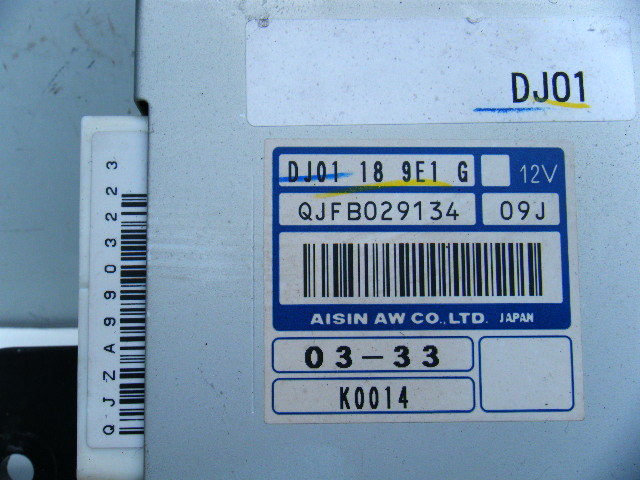 DJ01
DJ01 18 9E1 G
12V
QJFB029134
09J
AISIN AW CO.,LTD. JAPAN
03-33
K0014
QJZA9903223